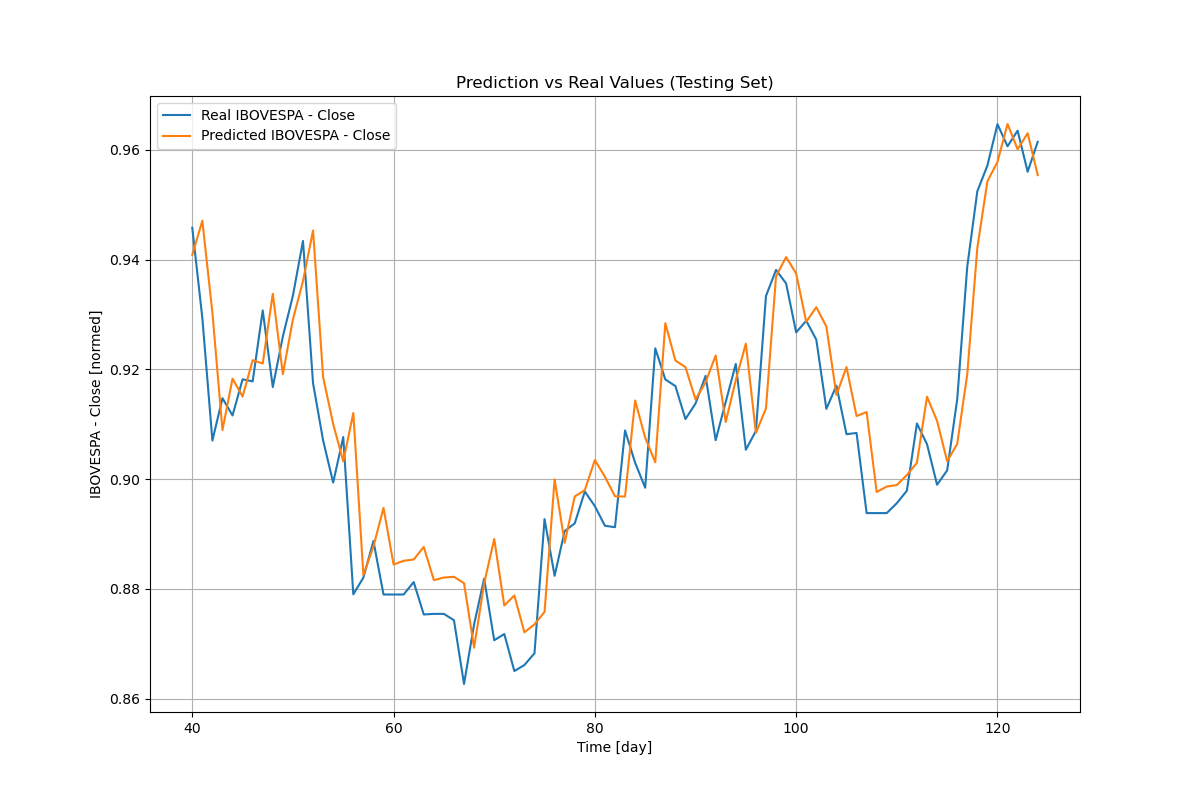 Prediction vs Real Values (Testing Set)
Real IBOVESPA - Close
Predicted IBOVESPA - Close
0.96
0.94
0.92
0.90
0.88
0.86
IBOVESPA - Close [normed]
40 60 80 100 120
Time [day]